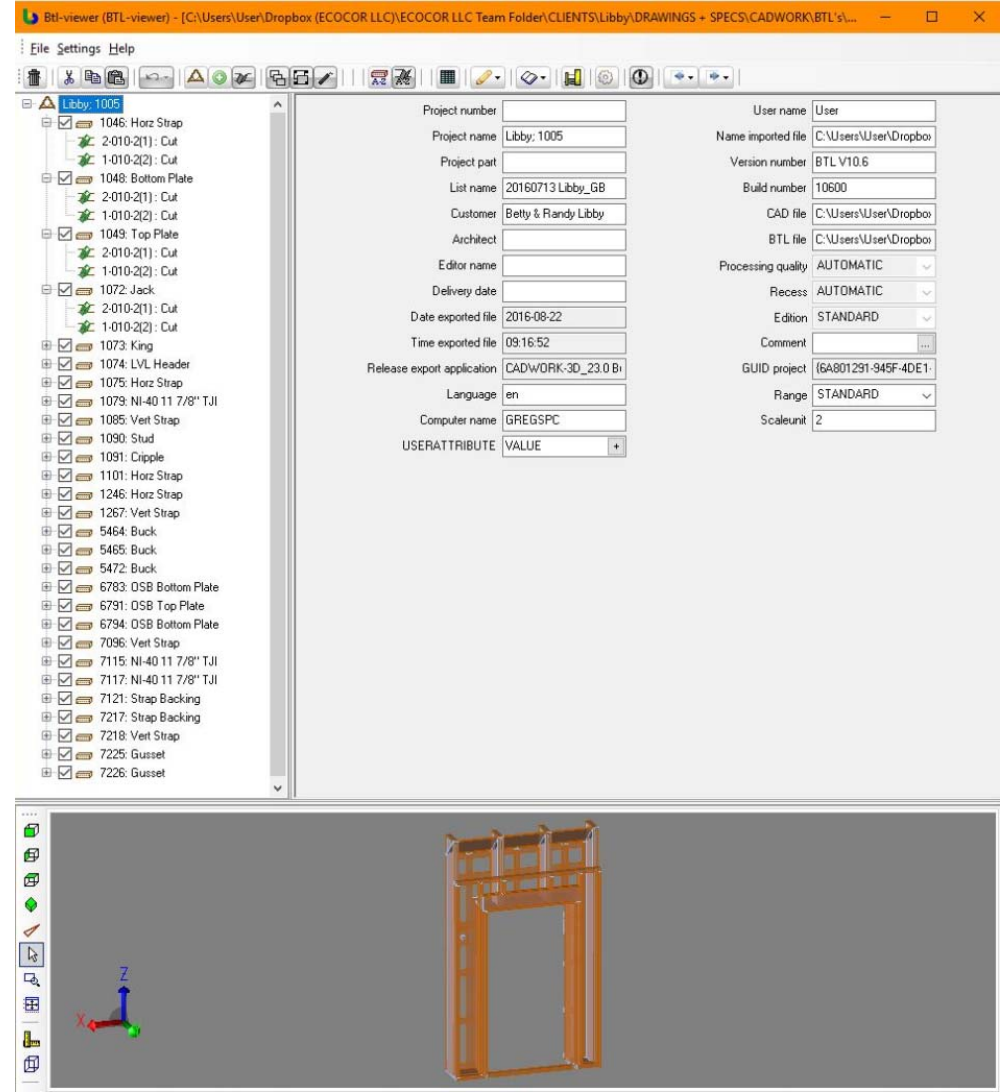 Btl-viewer (BTL-viewer) - [C:\Users\User\Dropbox (ECOCOR LLC)\ECOCOR LLC Team Folder\CLIENTS\Libby\DRAWINGS + SPECS\CADWORK\BTL's\...
File Settings Help
Libby; 1005
1046: Horz Strap
2-010-2(1) : Cut
1-010-2(2) : Cut
1048: Bottom Plate
2-010-2(1) : Cut
1-010-2(2) : Cut
1049: Top Plate
2-010-2(1) : Cut
1-010-2(2) : Cut
1072: Jack
2-010-2(1) : Cut
1-010-2(2) : Cut
1073: King
1074: LVL Header
1075: Horz Strap
1079: NI-40 11 7/8" TJI
1085: Vert Strap
1090: Stud
1091: Cripple
1101: Horz Strap
1246: Horz Strap
1267: Vert Strap
5464: Buck
5465: Buck
5472: Buck
6783: OSB Bottom Plate
6791: OSB Top Plate
6794: OSB Bottom Plate
7096: Vert Strap
7115: NI-40 11 7/8" TJI
7117: NI-40 11 7/8" TJI
7121: Strap Backing
7217: Strap Backing
7218: Vert Strap
7225: Gusset
7226: Gusset
Project number
Project name Libby; 1005
Project part
List name 20160713 Libby_GB
Customer Betty & Randy Libby
Architect
Editor name
Delivery date
Date exported file 2016-08-22
Time exported file 09:16:52
Release export application CADWORK-3D_23.0 Bu
Language en
Computer name GREGSPC
USERATTRIBUTE VALUE +
User name User
Name imported file C:\Users\User\Dropbox
Version number BTL V10.6
Build number 10600
CAD file C:\Users\User\Dropbox
BTL file C:\Users\User\Dropbox
Processing quality AUTOMATIC
Recess AUTOMATIC
Edition STANDARD
Comment ...
GUID project {6A801291-945F-4DE1-
Range STANDARD
Scaleunit 2
Z
X